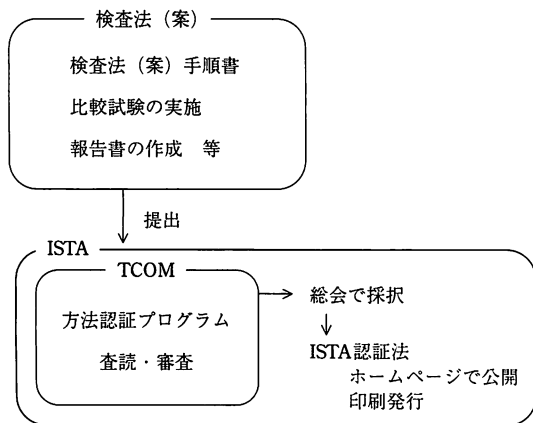 検査法（案）
検査法（案）手順書
比較試験の実施
報告書の作成　等
提出
ISTA
TCOM
方法認証プログラム
査読・審査
総会で採択
ISTA認証法
ホームページで公開
印刷発行